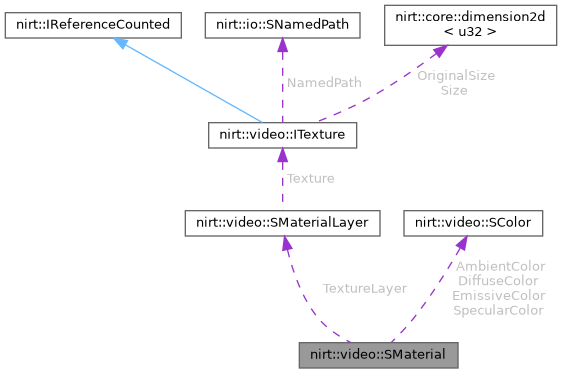 nirt::IReferenceCounted
nirt::io::SNamedPath
nirt::core::dimension2d
< u32 >
NamedPath
OriginalSize
Size
nirt::video::ITexture
Texture
nirt::video::SMaterialLayer
nirt::video::SColor
TextureLayer
AmbientColor
DiffuseColor
EmissiveColor
SpecularColor
nirt::video::SMaterial